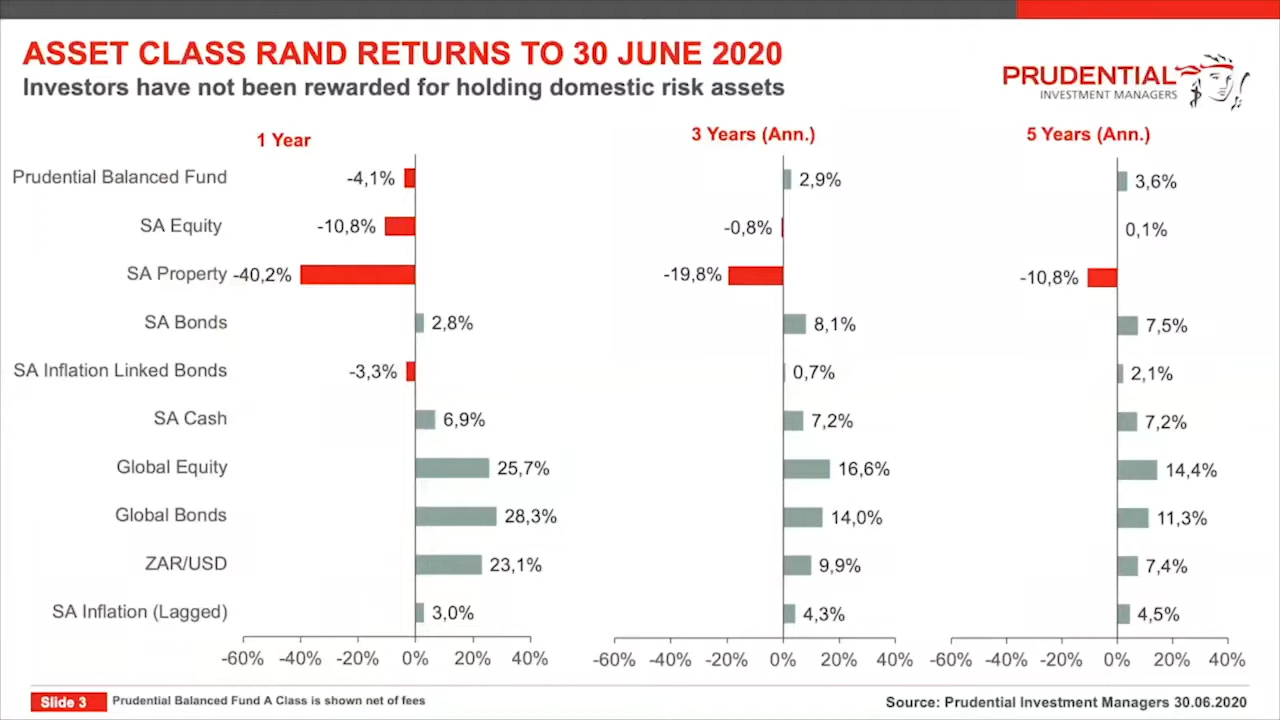 ASSET CLASS RAND RETURNS TO 30 JUNE 2020
Investors have not been rewarded for holding domestic risk assets
PRUDENTIAL
INVESTMENT MANAGERS
1 Year
3 Years (Ann.)
5 Years (Ann.)
Prudential Balanced Fund -4,1% 2,9% 3,6%
SA Equity -10,8% -0,8% 0,1%
SA Property -40,2% -19,8% -10,8%
SA Bonds 2,8% 8,1% 7,5%
SA Inflation Linked Bonds -3,3% 0,7% 2,1%
SA Cash 6,9% 7,2% 7,2%
Global Equity 25,7% 16,6% 14,4%
Global Bonds 28,3% 14,0% 11,3%
ZAR/USD 23,1% 9,9% 7,4%
SA Inflation (Lagged) 3,0% 4,3% 4,5%
-60% -40% -20% 0% 20% 40% -60% -40% -20% 0% 20% 40% -60% -40% -20% 0% 20% 40%
Slide 3 Prudential Balanced Fund A Class is shown net of fees
Source: Prudential Investment Managers 30.06.2020